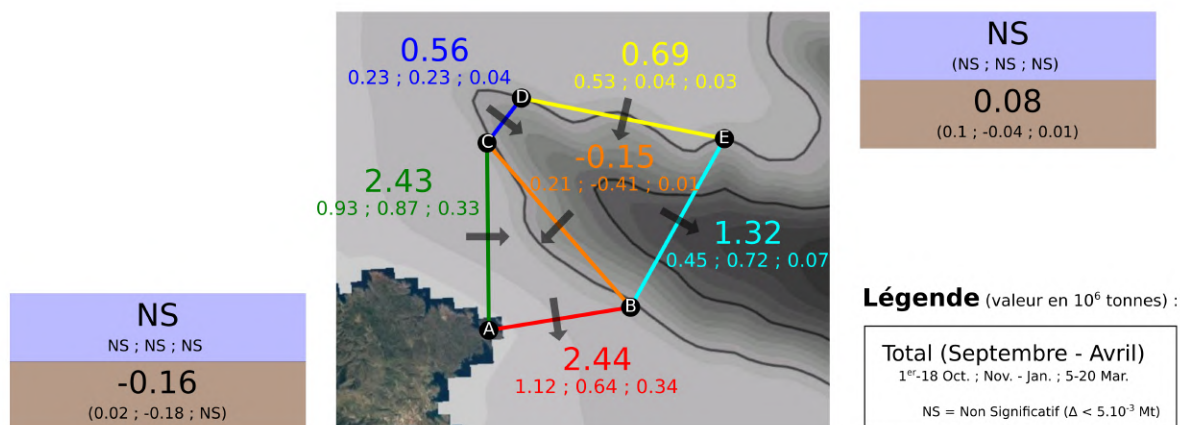 0.56
0.23 ; 0.23 ; 0.04
0.69
0.53 ; 0.04 ; 0.03
NS
(NS ; NS ; NS)
0.08
(0.1 ; -0.04 ; 0.01)
D
C
E
-0.15
0.21 ; -0.41 ; 0.01
2.43
0.93 ; 0.87 ; 0.33
1.32
0.45 ; 0.72 ; 0.07
B
A
2.44
1.12 ; 0.64 ; 0.34
NS
NS ; NS ; NS
-0.16
(0.02 ; -0.18 ; NS)
Légende (valeur en 10⁶ tonnes) :
Total (Septembre - Avril)
1er-18 Oct. ; Nov. - Jan. ; 5-20 Mar.
NS = Non Significatif (Δ < 5.10⁻³ Mt)